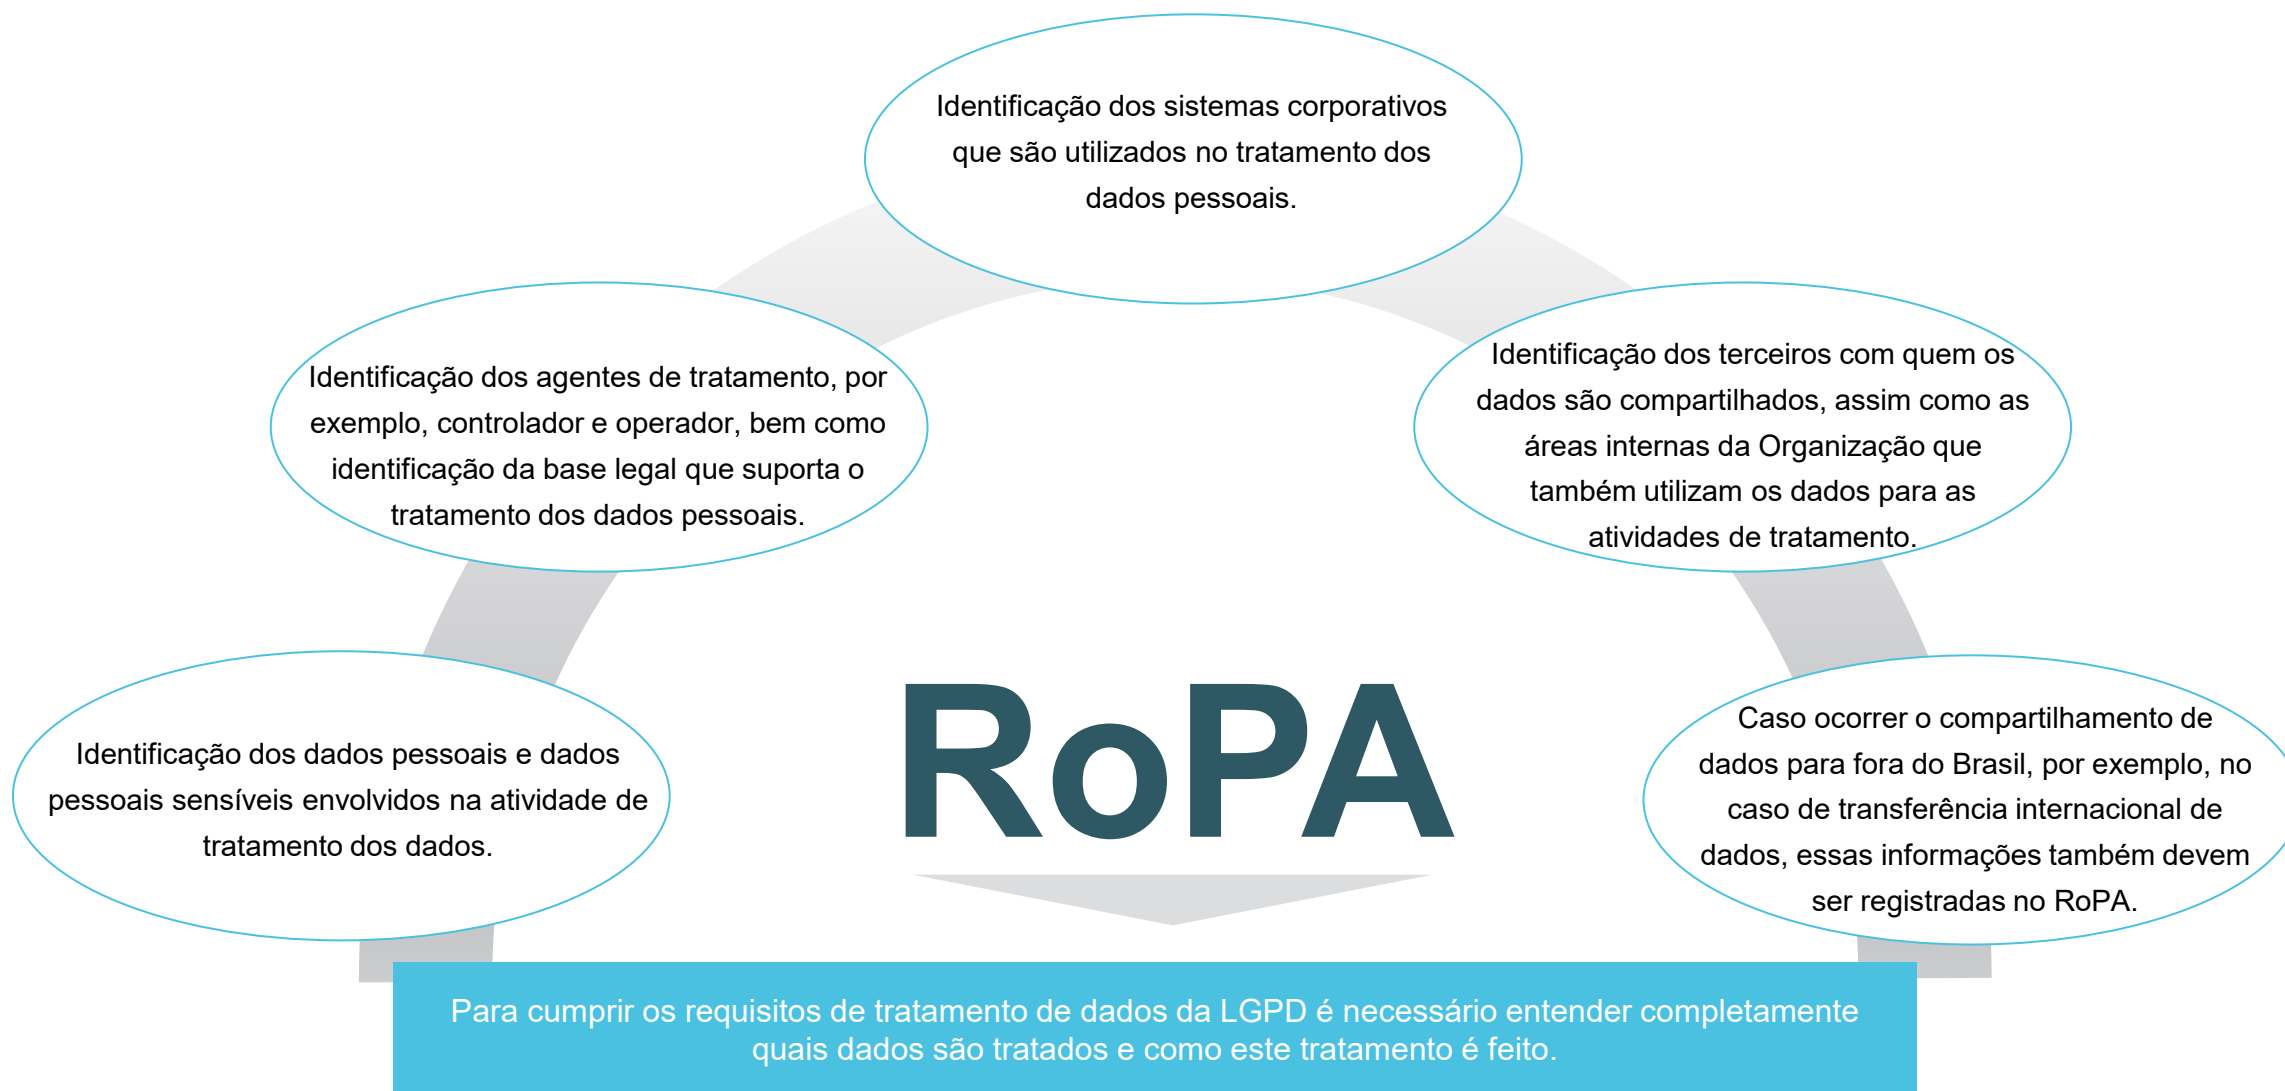 Identificação dos sistemas corporativos
que são utilizados no tratamento dos
dados pessoais.
Identificação dos agentes de tratamento, por
exemplo, controlador e operador, bem como
identificação da base legal que suporta o
tratamento dos dados pessoais.
Identificação dos terceiros com quem os
dados são compartilhados, assim como as
áreas internas da Organização que
também utilizam os dados para as
atividades de tratamento.
Identificação dos dados pessoais e dados
pessoais sensíveis envolvidos na atividade de
tratamento dos dados.
RoPA
Caso ocorrer o compartilhamento de
dados para fora do Brasil, por exemplo, no
caso de transferência internacional de
dados, essas informações também devem
ser registradas no RoPA.
Para cumprir os requisitos de tratamento de dados da LGPD é necessário entender completamente
quais dados são tratados e como este tratamento é feito.